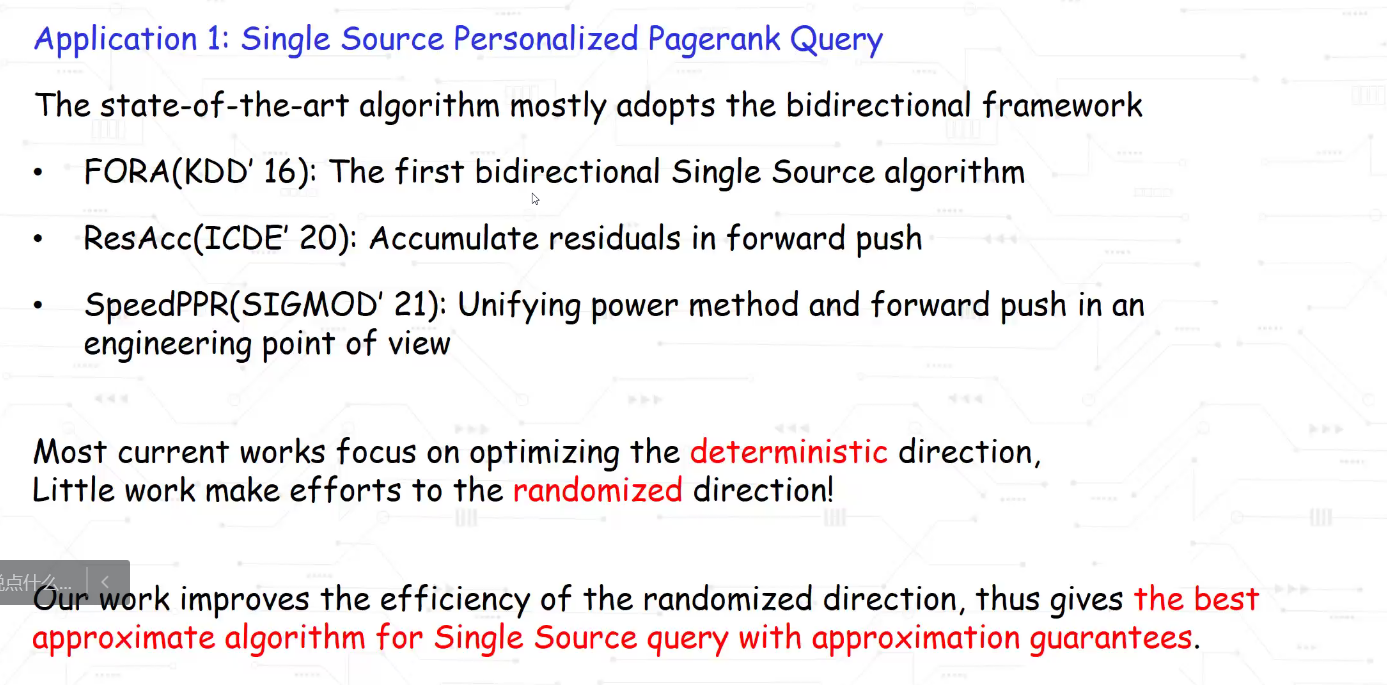 Application 1: Single Source Personalized Pagerank Query
The state-of-the-art algorithm mostly adopts the bidirectional framework
• FORA(KDD' 16): The first bidirectional Single Source algorithm
• ResAcc(ICDE' 20): Accumulate residuals in forward push
• SpeedPPR(SIGMOD' 21): Unifying power method and forward push in an
engineering point of view
Most current works focus on optimizing the deterministic direction,
Little work make efforts to the randomized direction!
说点什么...
Our work improves the efficiency of the randomized direction, thus gives the best
approximate algorithm for Single Source query with approximation guarantees.